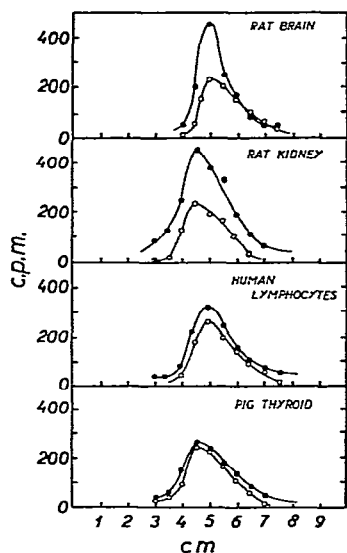 400
RAT BRAIN
200
0
400
RAT KIDNEY
200
0
400
HUMAN
LYMPHOCYTES
200
0
400
PIG THYROID
200
0
c.p.m.
1 2 3 4 5 6 7 8 9
cm